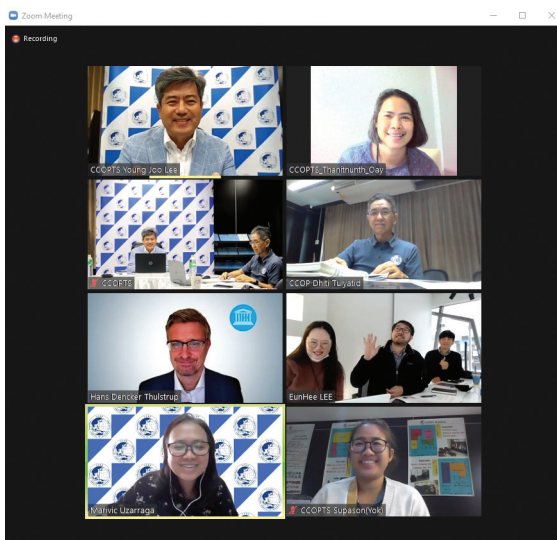 Zoom Meeting
Recording
CCOPTS Young Joo Lee
CCOPTS_Thanithunth_Oay
CCOPTS
CCOP Dhiti Tulyatid
Hans Dencker Thulstrup
EunHee LEE
Marivic Uzarraga
CCOPTS Supason(Yok)